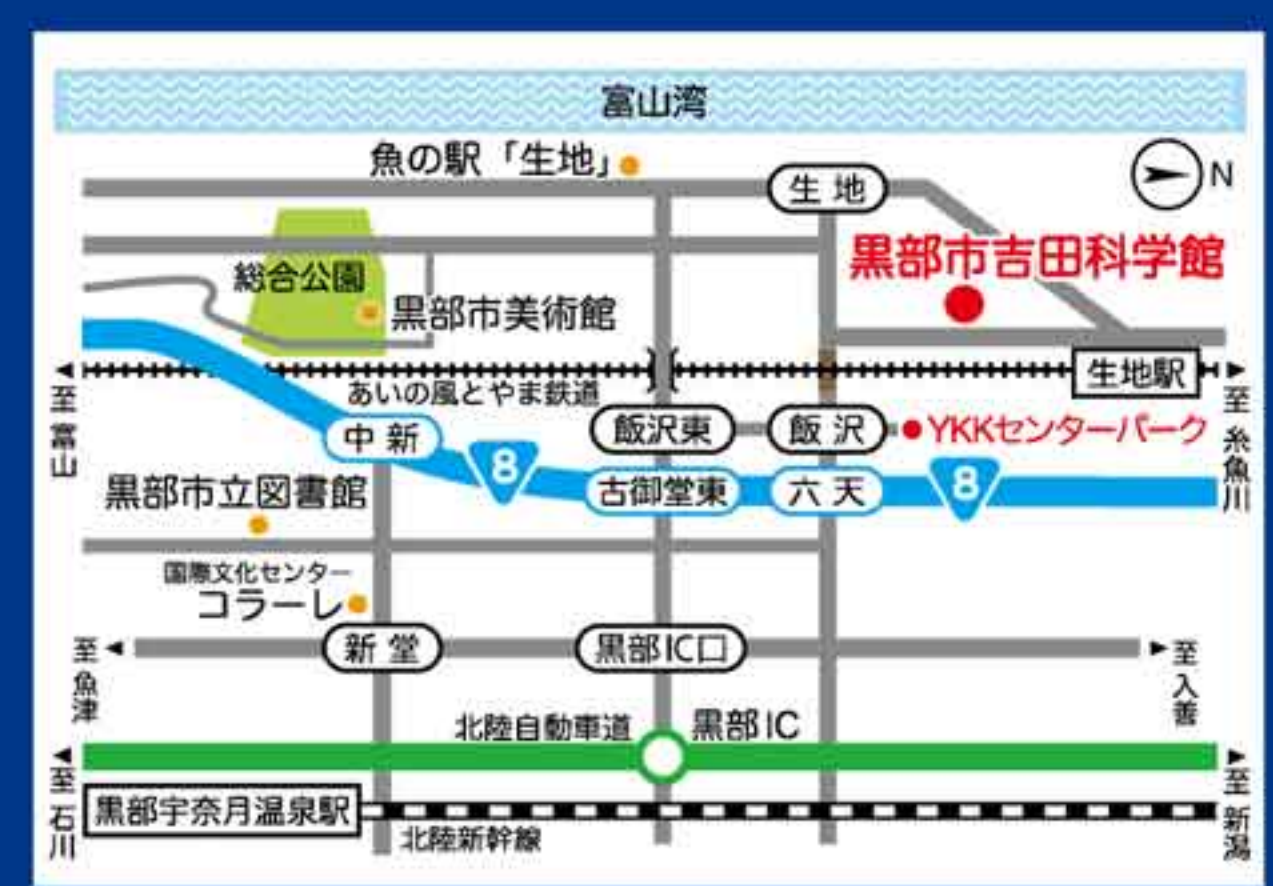 富山湾
魚の駅「生地」
生地
N
黒部市吉田科学館
総合公園
黒部市美術館
生地駅
至富山
あいの風とやま鉄道
至糸魚川
飯沢東
飯沢
YKKセンターパーク
中新
8
古御堂東
六天
8
黒部市立図書館
国際文化センター
コラーレ
至魚津
新堂
黒部IC口
至入善
北陸自動車道
黒部IC
至石川
至新潟
黒部宇奈月温泉駅
北陸新幹線